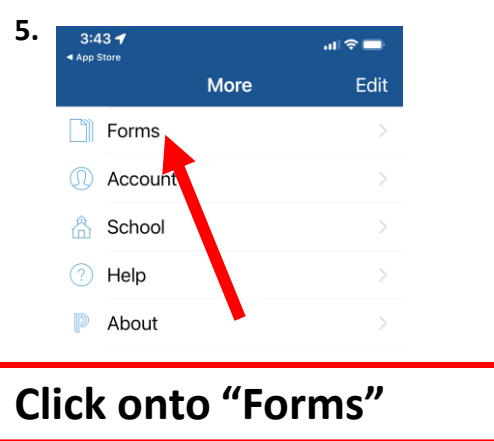 5.
3:43
◄ App Store
More Edit
Forms
Account
School
Help
About
Click onto “Forms”